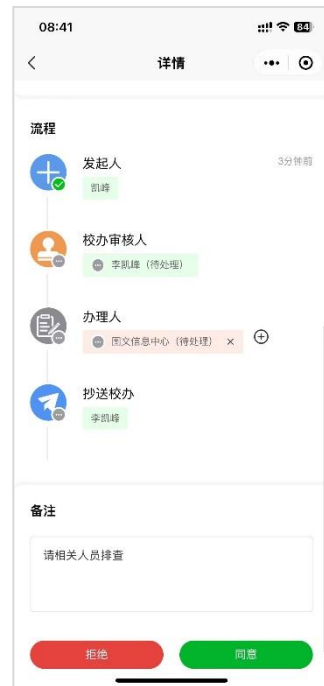 08:41
84
详情
流程
发起人
3分钟前
凯峰
校办审核人
李凯峰（待处理）
办理人
图文信息中心（待处理） ×
抄送校办
李凯峰
备注
请相关人员排查
拒绝
同意